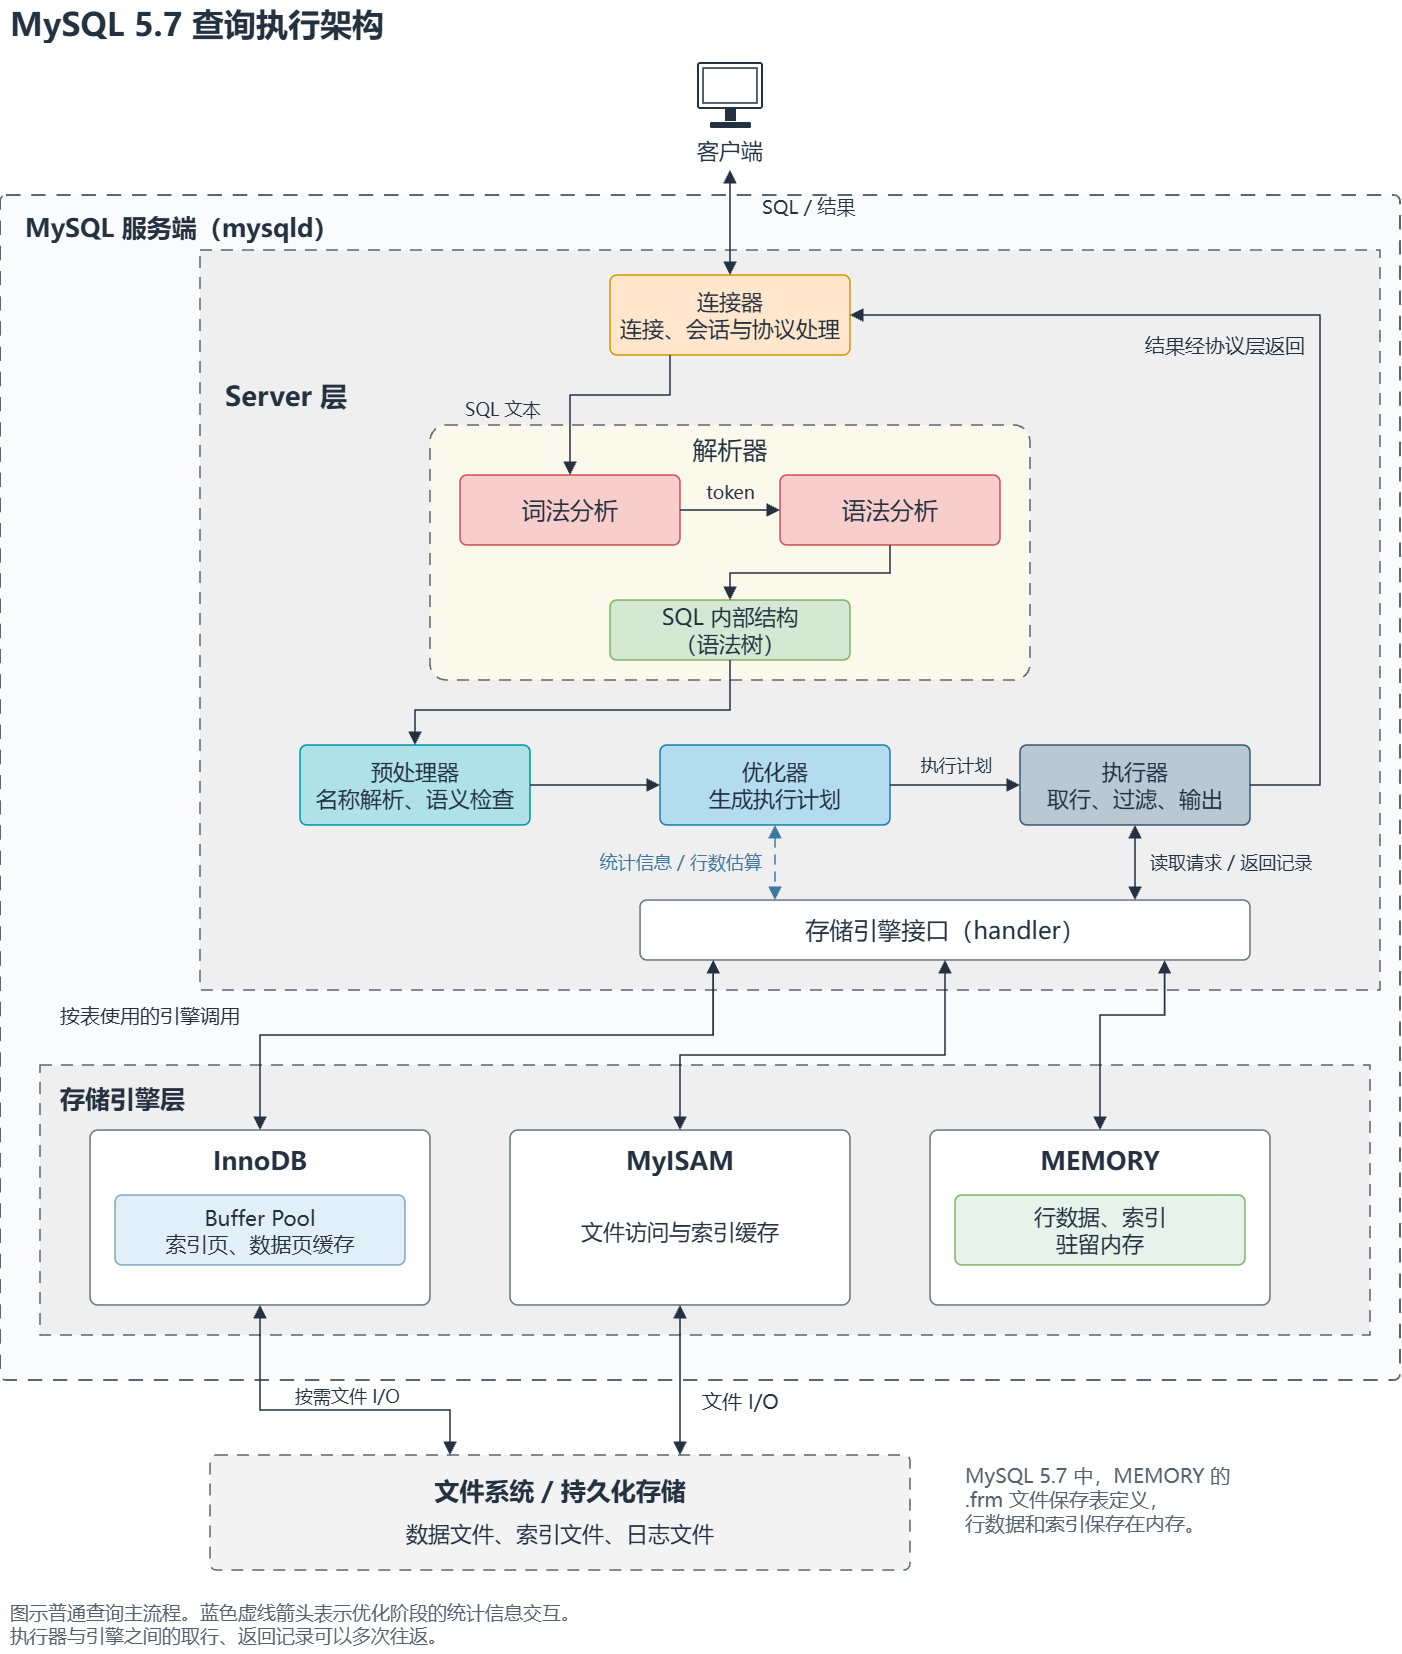 MySQL 5.7 查询执行架构
客户端
SQL / 结果
MySQL 服务端（mysqld）
连接器
连接、会话与协议处理
结果经协议层返回
Server 层
SQL 文本
解析器
词法分析
token
语法分析
SQL 内部结构
（语法树）
预处理器
名称解析、语义检查
优化器
生成执行计划
执行计划
执行器
取行、过滤、输出
统计信息 / 行数估算
读取请求 / 返回记录
存储引擎接口（handler）
按表使用的引擎调用
存储引擎层
InnoDB
Buffer Pool
索引页、数据页缓存
MyISAM
文件访问与索引缓存
MEMORY
行数据、索引
驻留内存
按需文件 I/O
文件 I/O
文件系统 / 持久化存储
数据文件、索引文件、日志文件
MySQL 5.7 中，MEMORY 的
.frm 文件保存表定义，
行数据和索引保存在内存。
图示普通查询主流程。蓝色虚线箭头表示优化阶段的统计信息交互。
执行器与引擎之间的取行、返回记录可以多次往返。